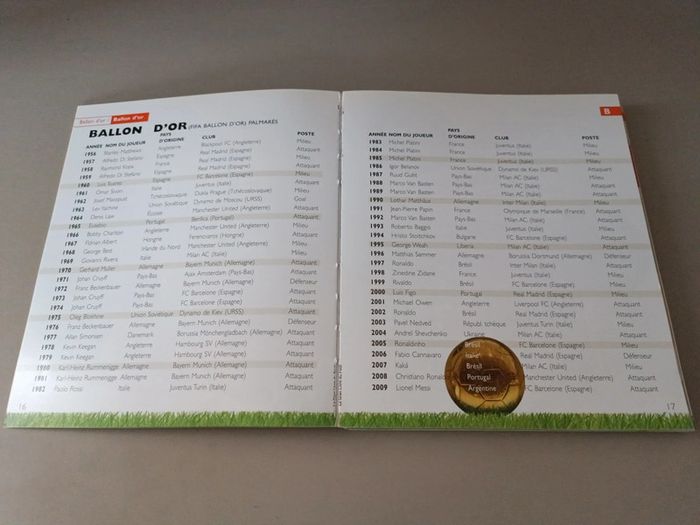 Ballon d'or | Ballon d'or
BALLON D'OR (FIFA BALLON D'OR) PALMARÈS
ANNÉE NOM DU JOUEUR PAYS D'ORIGINE CLUB POSTE
1956 Stanley Matthews Angleterre Blackpool FC (Angleterre) Milieu
1957 Alfredo Di Stefano Espagne Real Madrid (Espagne) Attaquant
1958 Raymond Kopa France Real Madrid (Espagne) Attaquant
1959 Alfredo Di Stefano Espagne Real Madrid (Espagne) Attaquant
1960 Luis Suarez Espagne FC Barcelone (Espagne) Milieu
1961 Omar Sivori Italie Juventus (Italie) Attaquant
1962 Josef Masopust Tchécoslovaquie Dukla Prague (Tchécoslovaquie) Milieu
1963 Lev Yachine Union Soviétique Dynamo de Moscou (URSS) Goal
1964 Denis Law Écosse Manchester United (Angleterre) Attaquant
1965 Eusebio Portugal Benfica (Portugal) Attaquant
1966 Bobby Charlton Angleterre Manchester United (Angleterre) Milieu
1967 Florian Albert Hongrie Ferencvaros (Hongrie) Attaquant
1968 George Best Irlande du Nord Manchester United (Angleterre) Attaquant
1969 Giovanni Rivera Italie Milan AC (Italie) Milieu
1970 Gerhard Müller Allemagne Bayern Munich (Allemagne) Attaquant
1971 Johan Cruyff Pays-Bas Ajax Amsterdam (Pays-Bas) Attaquant
1972 Franz Beckenbauer Allemagne Bayern Munich (Allemagne) Défenseur
1973 Johan Cruyff Pays-Bas FC Barcelone (Espagne) Attaquant
1974 Johan Cruyff Pays-Bas FC Barcelone (Espagne) Attaquant
1975 Oleg Blokhine Union Soviétique Dynamo de Kiev (URSS) Attaquant
1976 Franz Beckenbauer Allemagne Bayern Munich (Allemagne) Défenseur
1977 Allan Simonsen Danemark Borussia Mönchengladbach (Allemagne) Attaquant
1978 Kevin Keegan Angleterre Hambourg SV (Allemagne) Attaquant
1979 Kevin Keegan Angleterre Hambourg SV (Allemagne) Attaquant
1980 Karl-Heinz Rummenigge Allemagne Bayern Munich (Allemagne) Attaquant
1981 Karl-Heinz Rummenigge Allemagne Bayern Munich (Allemagne) Attaquant
1982 Paolo Rossi Italie Juventus Turin (Italie) Attaquant
16
B
ANNÉE NOM DU JOUEUR PAYS D'ORIGINE CLUB POSTE
1983 Michel Platini France Juventus (Italie) Milieu
1984 Michel Platini France Juventus (Italie) Milieu
1985 Michel Platini France Juventus (Italie) Milieu
1986 Igor Belanov Union Soviétique Dynamo de Kiev (URSS) Attaquant
1987 Ruud Gullit Pays-Bas Milan AC (Italie) Milieu
1988 Marco Van Basten Pays-Bas Milan AC (Italie) Attaquant
1989 Marco Van Basten Pays-Bas Milan AC (Italie) Attaquant
1990 Lothar Matthäus Allemagne Inter Milan (Italie) Milieu
1991 Jean-Pierre Papin France Olympique de Marseille (France) Attaquant
1992 Marco Van Basten Pays-Bas Milan AC (Italie) Attaquant
1993 Roberto Baggio Italie Juventus (Italie) Attaquant
1994 Hristo Stoitchkov Bulgarie FC Barcelone (Espagne) Attaquant
1995 George Weah Liberia Milan AC (Italie) Attaquant
1996 Matthias Sammer Allemagne Borussia Dortmund (Allemagne) Défenseur
1997 Ronaldo Brésil Inter Milan (Italie) Attaquant
1998 Zinedine Zidane France Juventus (Italie) Milieu
1999 Rivaldo Brésil FC Barcelone (Espagne) Milieu
2000 Luis Figo Portugal Real Madrid (Espagne) Milieu
2001 Michael Owen Angleterre Liverpool FC (Angleterre) Attaquant
2002 Ronaldo Brésil Real Madrid (Espagne) Attaquant
2003 Pavel Nedved Républ. tchèque Juventus Turin (Italie) Milieu
2004 Andreï Shevchenko Ukraine Milan AC (Italie) Attaquant
2005 Ronaldinho Brésil FC Barcelone (Espagne) Milieu
2006 Fabio Cannavaro Italie Real Madrid (Espagne) Défenseur
2007 Kaká Brésil Milan AC (Italie) Attaquant
2008 Christiano Ronaldo Portugal Manchester United (Angleterre) Attaquant
2009 Lionel Messi Argentine FC Barcelone (Espagne) Attaquant
17